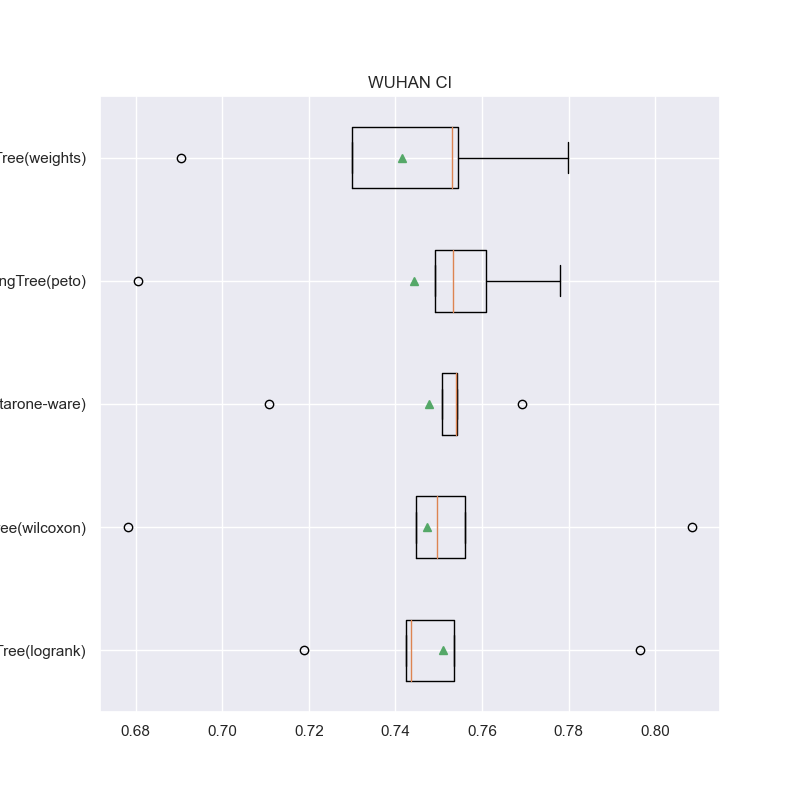 WUHAN CI
Tree(weights)
ngTree(peto)
tarone-ware)
ree(wilcoxon)
Tree(logrank)
0.68 0.70 0.72 0.74 0.76 0.78 0.80